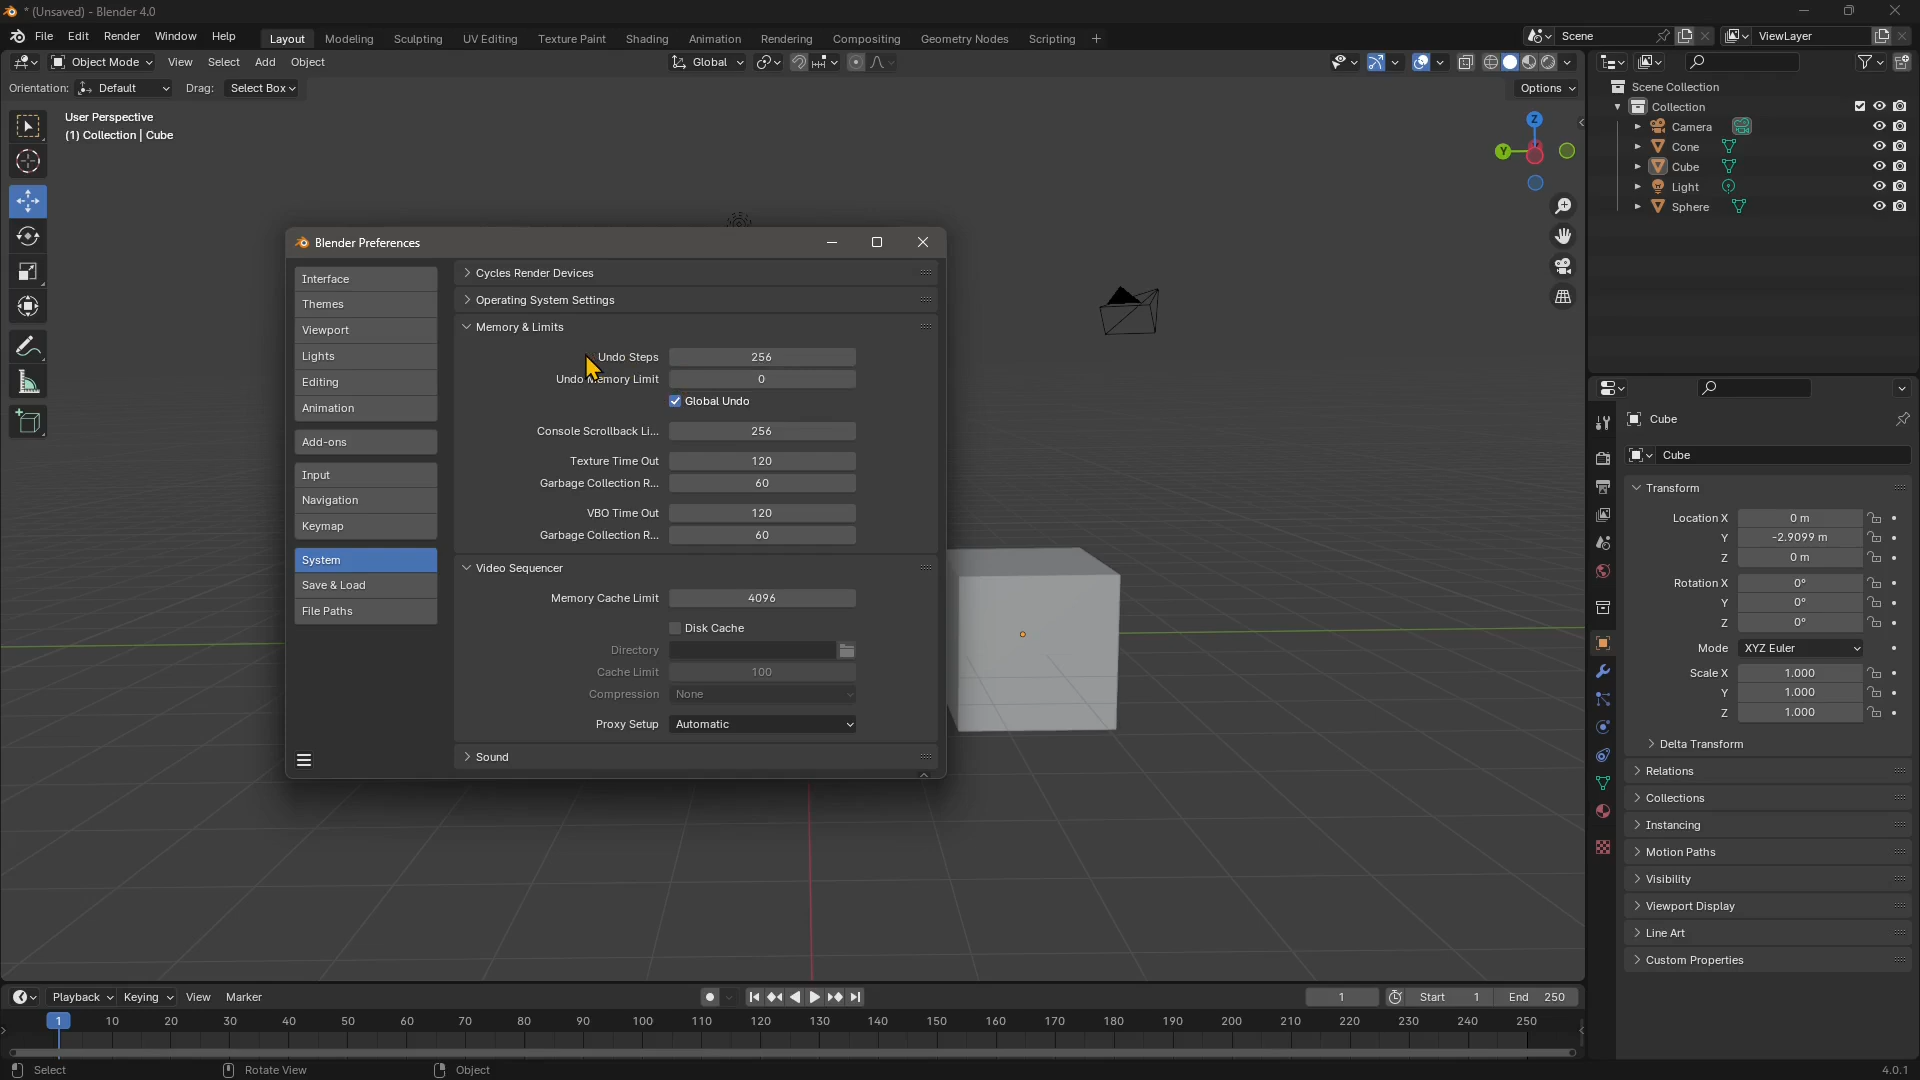 * (Unsaved) - Blender 4.0
File Edit Render Window Help
Layout Modeling Sculpting UV Editing Texture Paint Shading Animation Rendering Compositing Geometry Nodes Scripting +
Scene
ViewLayer
Object Mode View Select Add Object
Global
Orientation: Default Drag: Select Box
Options
User Perspective
(1) Collection | Cube
Z
Y
Scene Collection
Collection
Camera
Cone
Cube
Light
Sphere
Blender Preferences
Interface
Themes
Viewport
Lights
Editing
Animation
Add-ons
Input
Navigation
Keymap
System
Save & Load
File Paths
Cycles Render Devices
Operating System Settings
Memory & Limits
Undo Steps 256
Undo Memory Limit 0
Global Undo
Console Scrollback Li... 256
Texture Time Out 120
Garbage Collection R... 60
VBO Time Out 120
Garbage Collection R... 60
Video Sequencer
Memory Cache Limit 4096
Disk Cache
Directory
Cache Limit 100
Compression None
Proxy Setup Automatic
Sound
Cube
Cube
Transform
Location X 0 m
Y -2.9099 m
Z 0 m
Rotation X 0°
Y 0°
Z 0°
Mode XYZ Euler
Scale X 1.000
Y 1.000
Z 1.000
Delta Transform
Relations
Collections
Instancing
Motion Paths
Visibility
Viewport Display
Line Art
Custom Properties
Playback Keying View Marker
1 Start 1 End 250
1 10 20 30 40 50 60 70 80 90 100 110 120 130 140 150 160 170 180 190 200 210 220 230 240 250
Select Rotate View Object
4.0.1